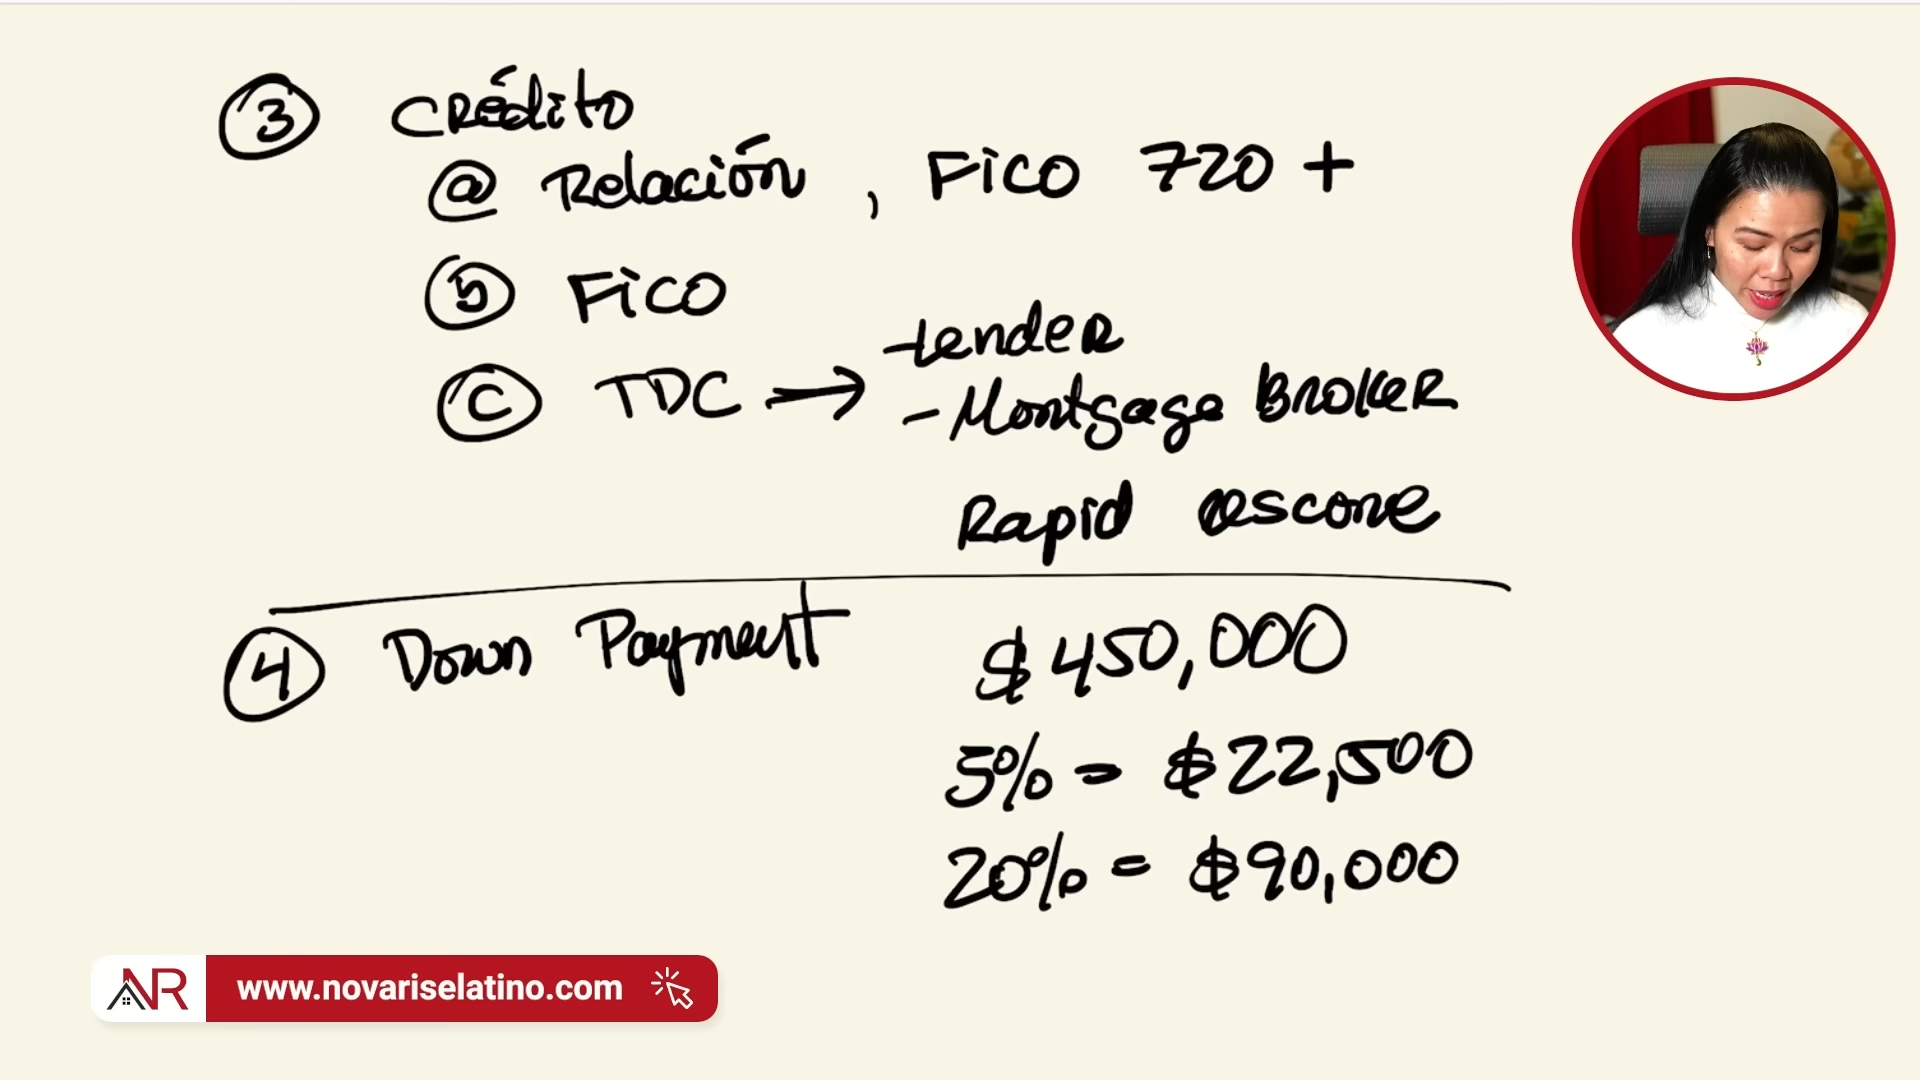 3 Crédito
a Relación, FICO 720 +
b FICO
c TDC → - Lender
- Mortgage Broker
Rapid rescore
4 Down Payment $450,000
5% = $22,500
20% = $90,000
NR www.novariselatino.com